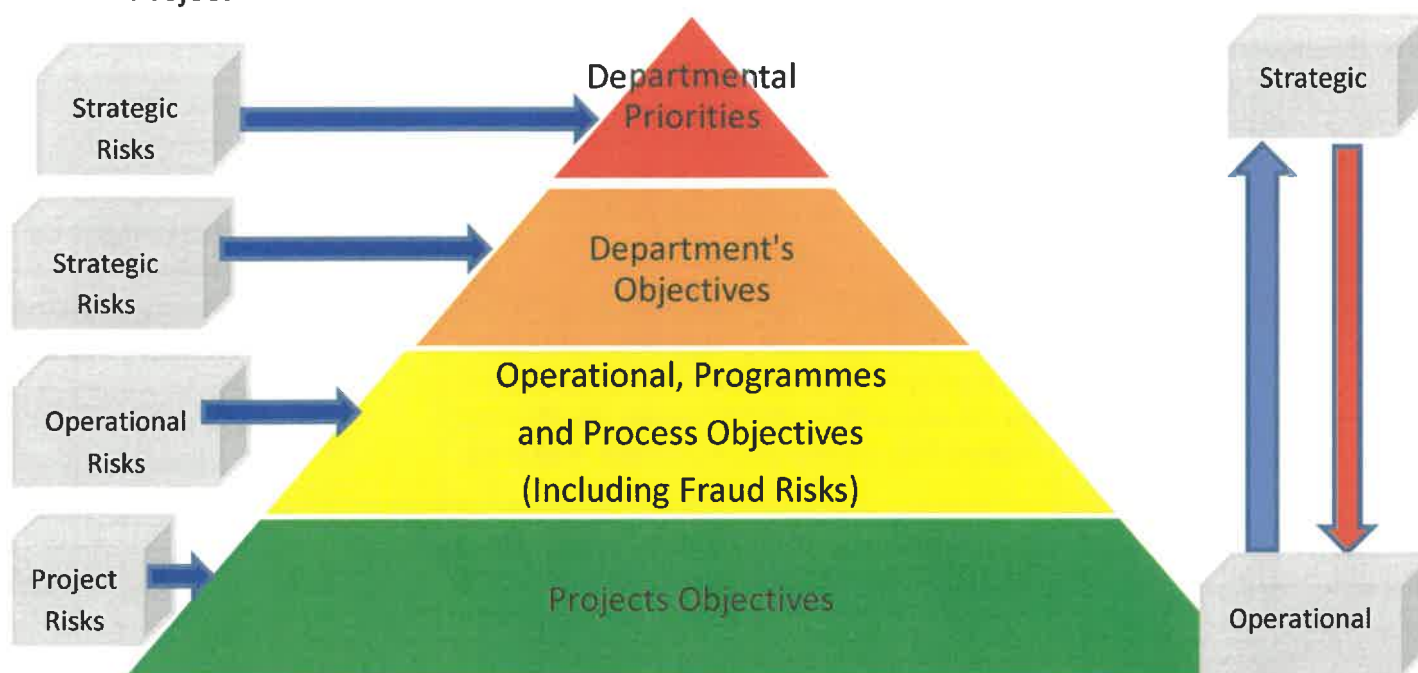 Strategic
Risks
Departmental
Priorities
Strategic
Strategic
Risks
Department's
Objectives
Operational
Risks
Operational, Programmes
and Process Objectives
(Including Fraud Risks)
Project
Risks
Projects Objectives
Operational